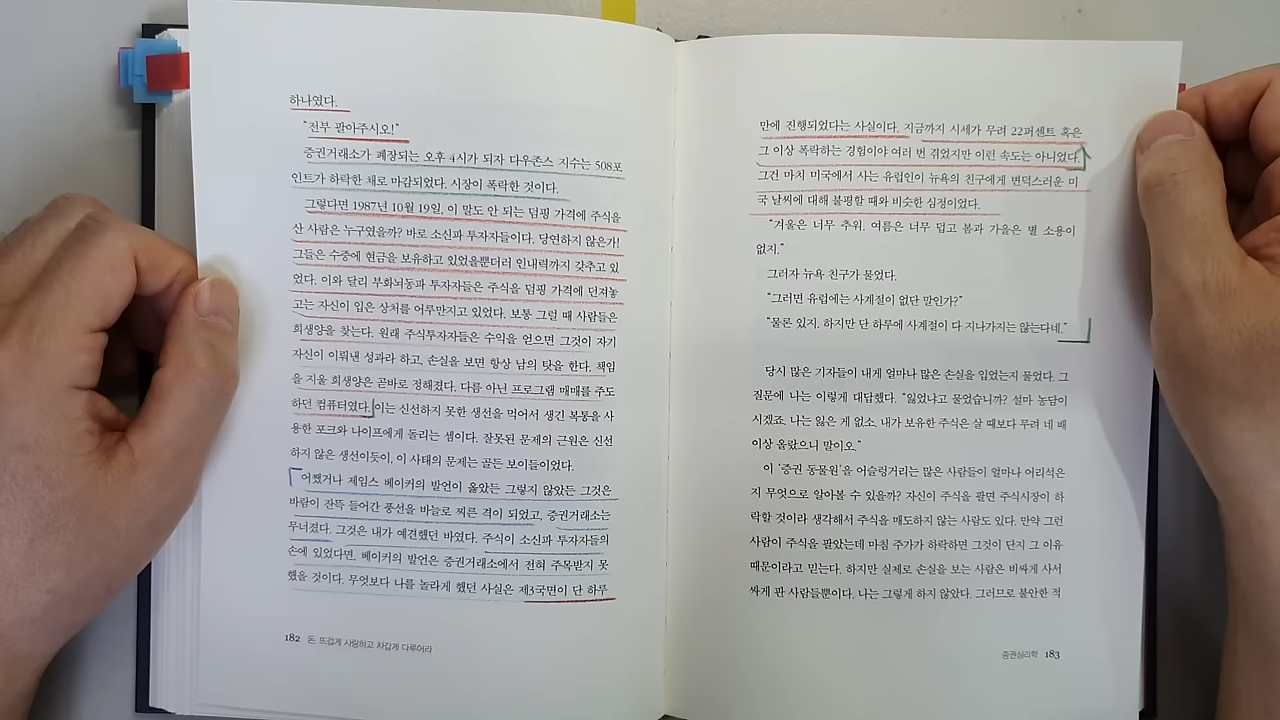 하나였다.
“전부 팔아주시오!”
증권거래소가 폐장되는 오후 4시가 되자 다우존스 지수는 508포
인트가 하락한 채로 마감되었다. 시장이 폭락한 것이다.
그렇다면 1987년 10월 19일, 이 말도 안 되는 덤핑 가격에 주식을
산 사람은 누구였을까? 바로 소신파 투자자들이다. 당연하지 않은가!
그들은 수중에 현금을 보유하고 있었을뿐더러 인내력까지 갖추고 있
었다. 이와 달리 부화뇌동파 투자자들은 주식을 덤핑 가격에 던져놓
고는 자신이 입은 상처를 어루만지고 있었다. 보통 그럴 때 사람들은
희생양을 찾는다. 원래 주식투자자들은 수익을 얻으면 그것이 자기
자신이 이뤄낸 성과라 하고, 손실을 보면 항상 남의 탓을 한다. 책임
을 지울 희생양은 곧바로 정해졌다. 다름 아닌 프로그램 매매를 주도
하던 컴퓨터였다. 이는 신선하지 못한 생선을 먹어서 생긴 복통을 사
용한 포크와 나이프에게 돌리는 셈이다. 잘못된 문제의 근원은 신선
하지 않은 생선이듯이, 이 사태의 문제는 골든 보이들이었다.
어쨌거나 제임스 베이커의 발언이 옳았든 그렇지 않았든 그것은
바람이 잔뜩 들어간 풍선을 바늘로 찌른 격이 되었고, 증권거래소는
무너졌다. 그것은 내가 예견했던 바였다. 주식이 소신파 투자자들의
손에 있었다면, 베이커의 발언은 증권거래소에서 전혀 주목받지 못
했을 것이다. 무엇보다 나를 놀라게 했던 사실은 제3국면이 단 하루
182 돈, 뜨겁게 사랑하고 차갑게 다루어라
만에 진행되었다는 사실이다. 지금까지 시세가 무려 22퍼센트 혹은
그 이상 폭락하는 경험이야 여러 번 겪었지만 이런 속도는 아니었다.
그건 마치 미국에서 사는 유럽인이 뉴욕의 친구에게 변덕스러운 미
국 날씨에 대해 불평할 때와 비슷한 심정이었다.
“겨울은 너무 추워. 여름은 너무 덥고 봄과 가을은 별 소용이
없지.”
그러자 뉴욕 친구가 물었다.
“그러면 유럽에는 사계절이 없단 말인가?”
“물론 있지. 하지만 단 하루에 사계절이 다 지나가지는 않는다네.”
당시 많은 기자들이 내게 얼마나 많은 손실을 입었는지 물었다. 그
질문에 나는 이렇게 대답했다. “잃었냐고 물었습니까? 설마 농담이
시겠죠. 나는 잃은 게 없소. 내가 보유한 주식은 살 때보다 무려 네 배
이상 올랐으니 말이오.”
이 ‘증권 동물원’을 어슬렁거리는 많은 사람들이 얼마나 어리석은
지 무엇으로 알아볼 수 있을까? 자신이 주식을 팔면 주식시장이 하
락할 것이라 생각해서 주식을 매도하지 않는 사람도 있다. 만약 그런
사람이 주식을 팔았는데 마침 주가가 하락하면 그것이 단지 그 이유
때문이라고 믿는다. 하지만 실제로 손실을 보는 사람은 비싸게 사서
싸게 판 사람들뿐이다. 나는 그렇게 하지 않았다. 그러므로 불안한 적
증권심리학 183